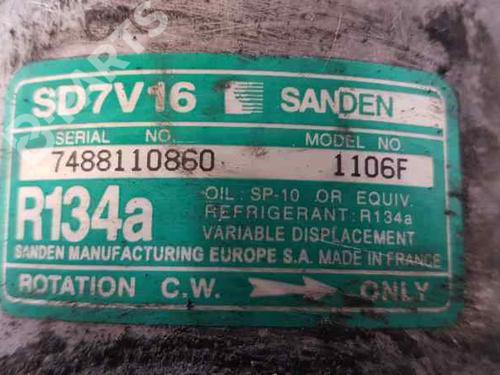 SD7V16 SANDEN
SERIAL NO. MODEL NO.
7488110860 1106F
R134a
OIL: SP-10 OR EQUIV.
REFRIGERANT: R134a
VARIABLE DISPLACEMENT
SANDEN MANUFACTURING EUROPE S.A. MADE IN FRANCE
ROTATION C.W. ONLY